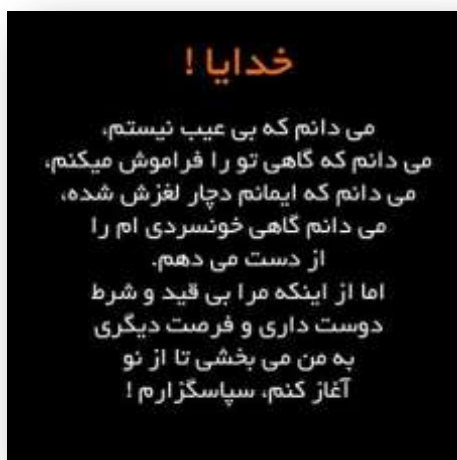 خدایا !
می دانم که بی عیب نیستم،
می دانم که گاهی تو را فراموش میکنم،
می دانم که ایمانم دچار لغزش شده،
می دانم گاهی خونسردی ام را
از دست می دهم.
اما از اینکه مرا بی قید و شرط
دوست داری و فرصت دیگری
به من می بخشی تا از نو
آغاز کنم، سپاسگزارم !